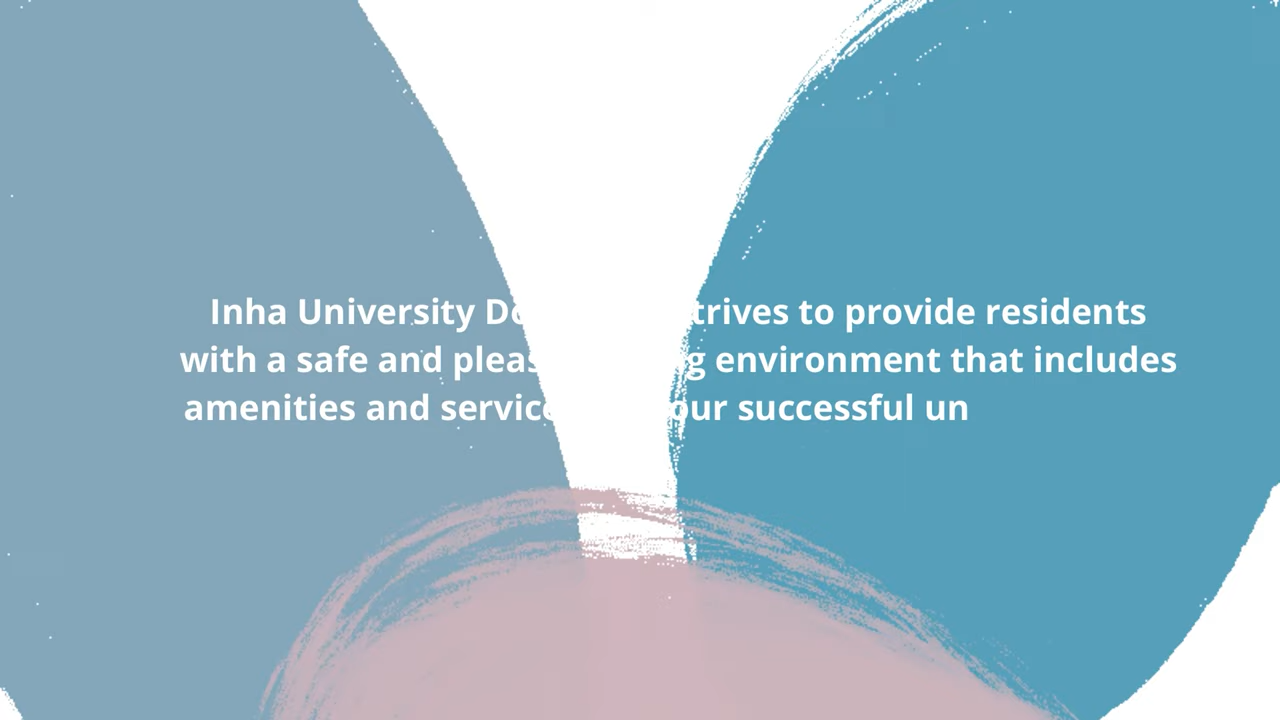 Inha University Do trives to provide residents
with a safe and pleas g environment that includes
amenities and service our successful un